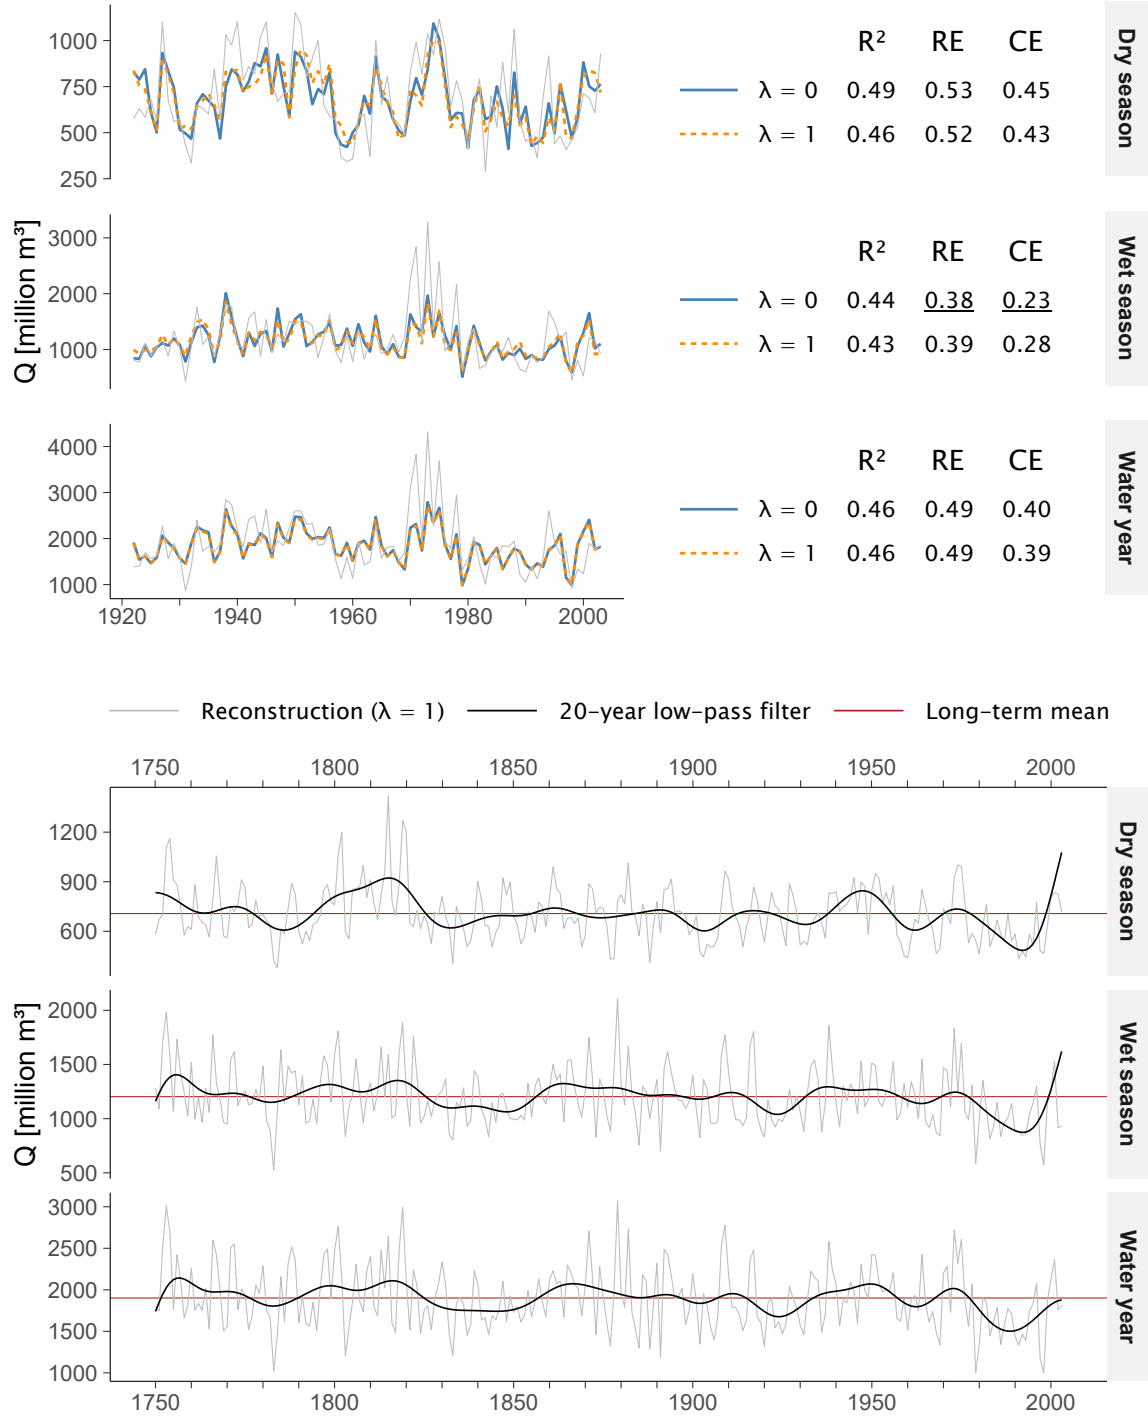 1000
750
500
250
R² RE CE
λ = 0 0.49 0.53 0.45
λ = 1 0.46 0.52 0.43
Dry season
Q [million m³]
3000
2000
1000
R² RE CE
λ = 0 0.44 0.38 0.23
λ = 1 0.43 0.39 0.28
Wet season
4000
3000
2000
1000
R² RE CE
λ = 0 0.46 0.49 0.40
λ = 1 0.46 0.49 0.39
Water year
1920 1940 1960 1980 2000
Reconstruction (λ = 1) 20-year low-pass filter Long-term mean
1750 1800 1850 1900 1950 2000
1200
900
600
Dry season
Q [million m³]
2000
1500
1000
500
Wet season
3000
2500
2000
1500
1000
Water year
1750 1800 1850 1900 1950 2000